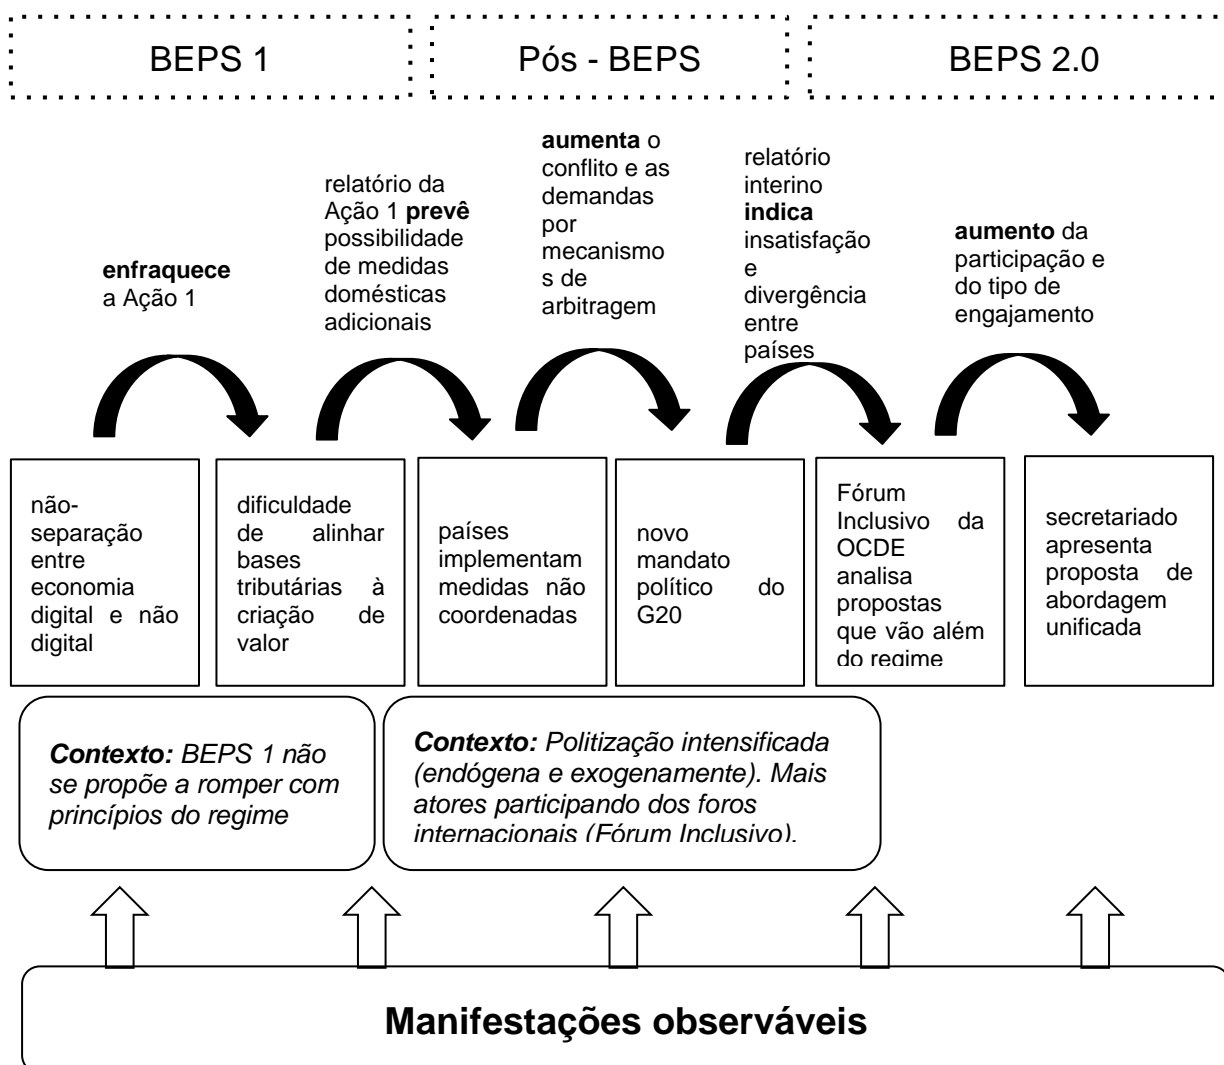 BEPS 1
Pós - BEPS
BEPS 2.0
enfraquece
a Ação 1
relatório da
Ação 1 prevê
possibilidade
de medidas
domésticas
adicionais
aumenta o
conflito e as
demandas
por
mecanismo
s de
arbitragem
relatório
interino
indica
insatisfação
e
divergência
entre
países
aumento da
participação e
do tipo de
engajamento
não-
separação
entre
economia
digital e não
digital
dificuldade
de alinhar
bases
tributárias à
criação de
valor
países
implementam
medidas não
coordenadas
novo
mandato
político do
G20
Fórum
Inclusivo da
OCDE
analisa
propostas
que vão além
do regime
secretariado
apresenta
proposta de
abordagem
unificada
Contexto: BEPS 1 não
se propõe a romper com
princípios do regime
Contexto: Politização intensificada
(endógena e exogenamente). Mais
atores participando dos foros
internacionais (Fórum Inclusivo).
Manifestações observáveis